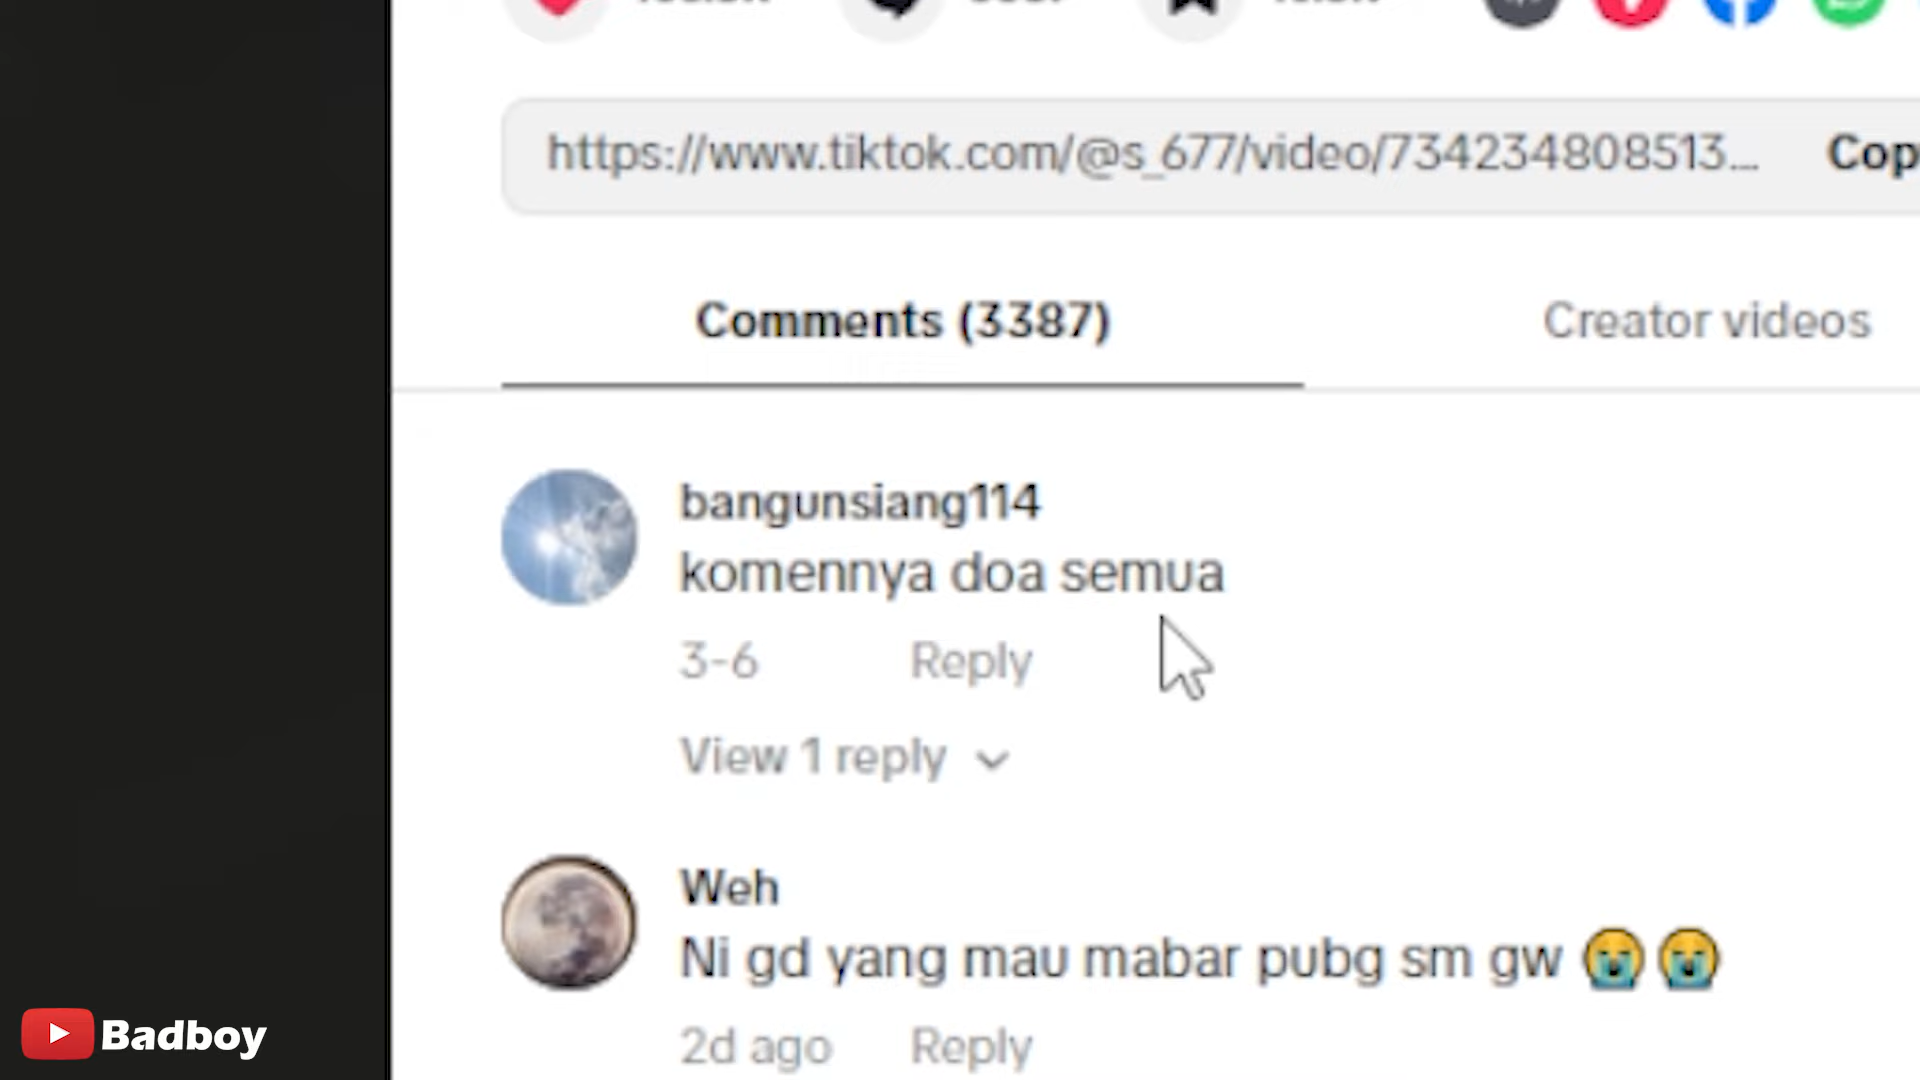 https://www.tiktok.com/@s_677/video/734234808513...
Cop
Comments (3387)
Creator videos
bangunsiang114
komennya doa semua
3-6
Reply
View 1 reply
Weh
Ni gd yang mau mabar pubg sm gw 😭😭
2d ago
Reply
Badboy